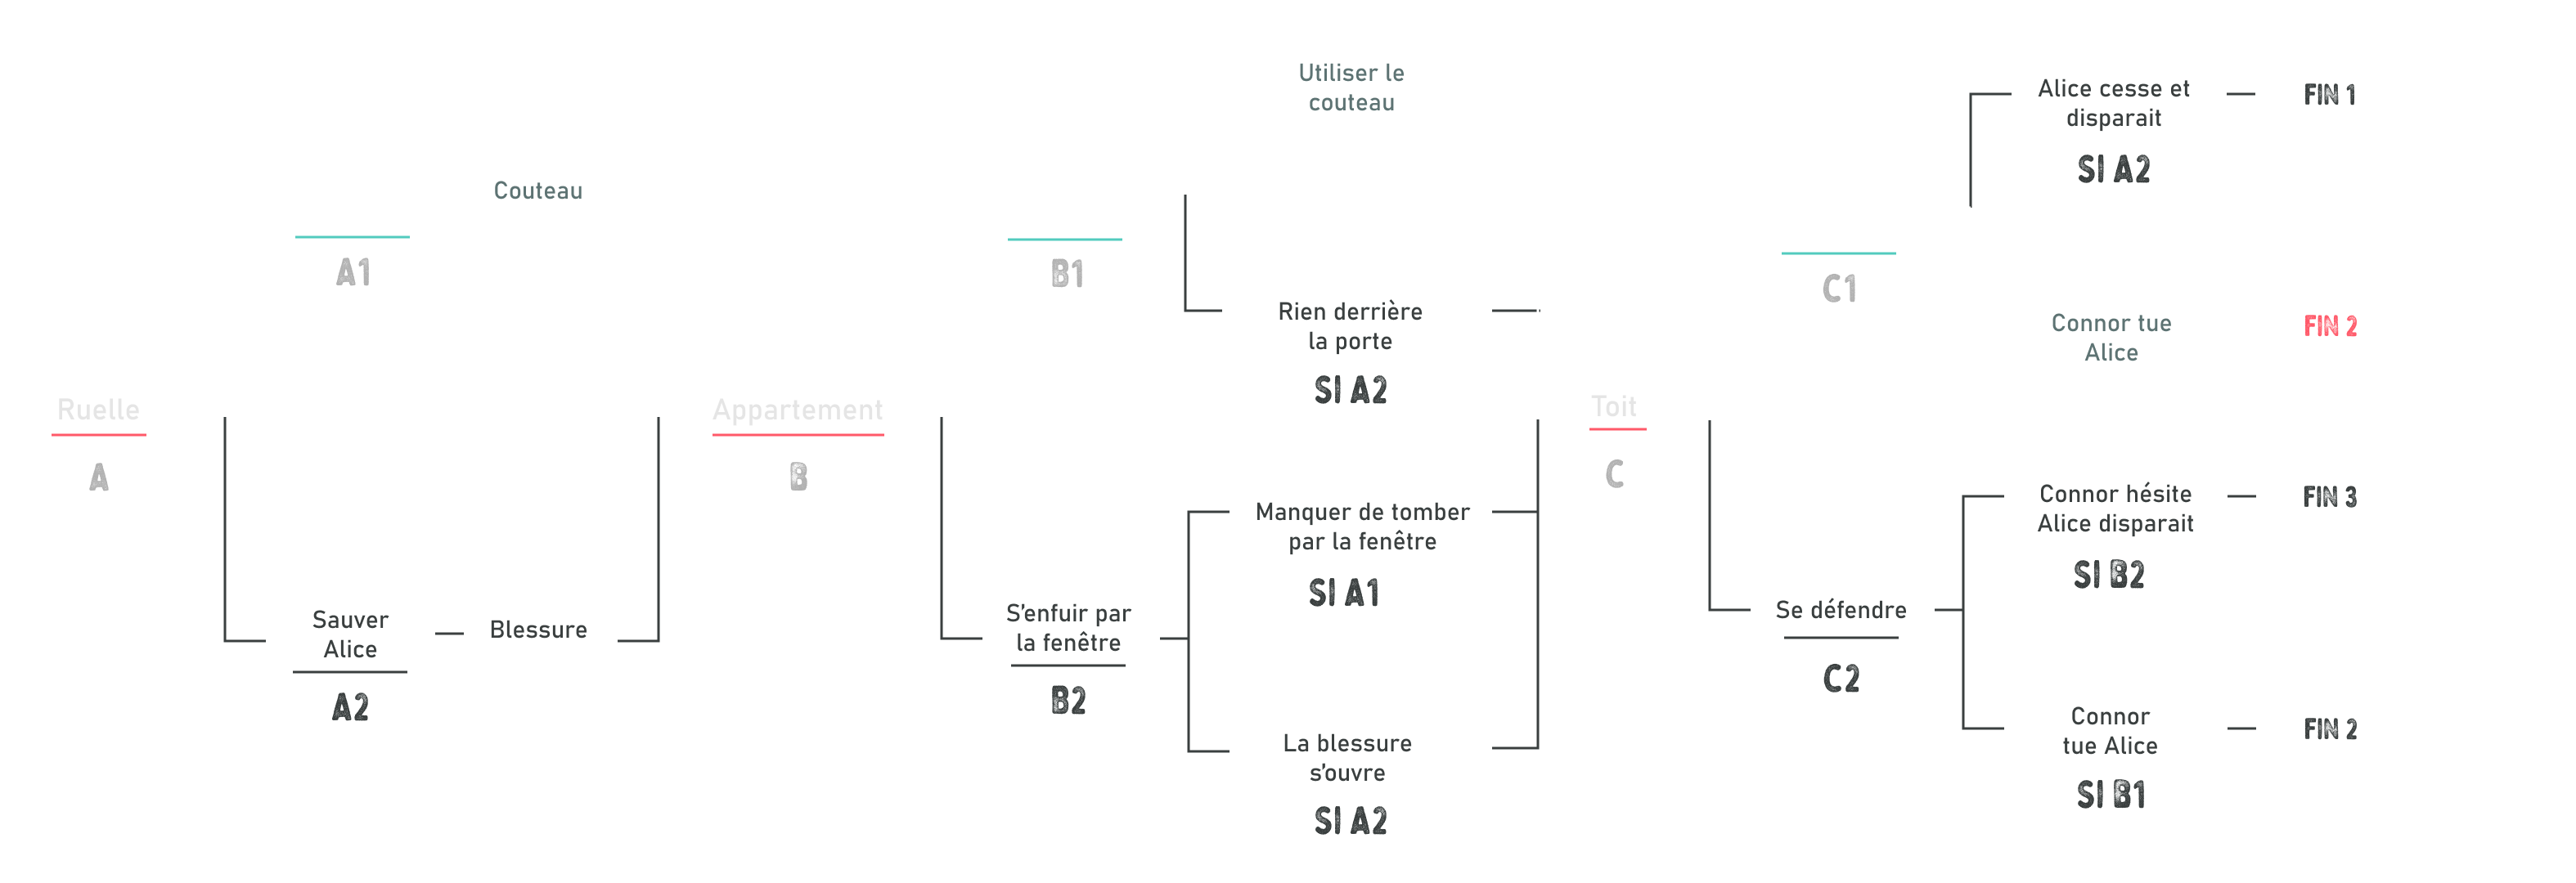 Ruelle
A
A1
Couteau
Sauver
Alice
A2
Blessure
Appartement
B
B1
Utiliser le
couteau
Rien derrière
la porte
SI A2
S'enfuir par
la fenêtre
B2
Manquer de tomber
par la fenêtre
SI A1
La blessure
s'ouvre
SI A2
Toit
C
C1
Alice cesse et
disparait
SI A2
FIN 1
Connor tue
Alice
FIN 2
Se défendre
C2
Connor hésite
Alice disparait
SI B2
FIN 3
Connor
tue Alice
SI B1
FIN 2